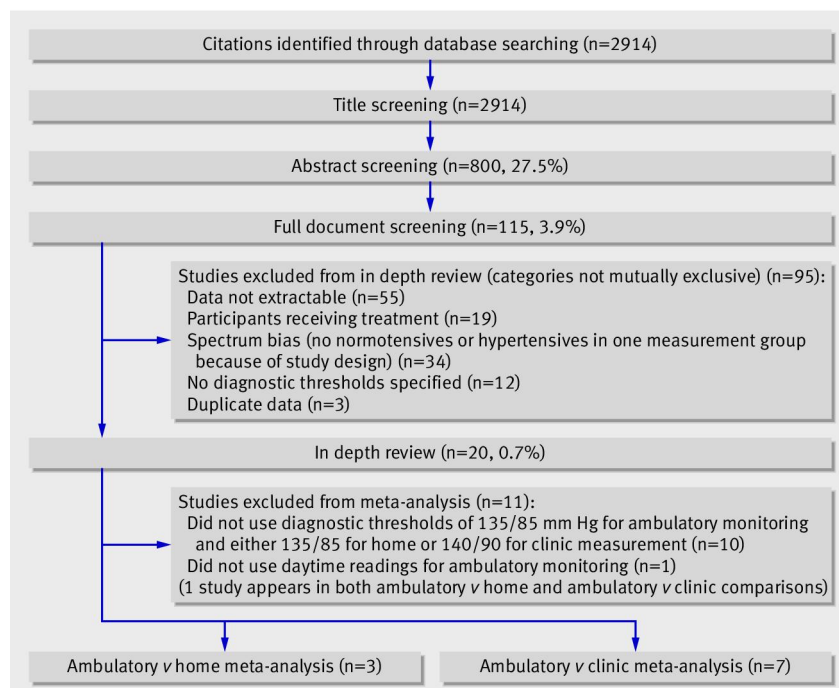 Citations identified through database searching (n=2914)
Title screening (n=2914)
Abstract screening (n=800, 27.5%)
Full document screening (n=115, 3.9%)
Studies excluded from in depth review (categories not mutually exclusive) (n=95):
Data not extractable (n=55)
Participants receiving treatment (n=19)
Spectrum bias (no normotensives or hypertensives in one measurement group
because of study design) (n=34)
No diagnostic thresholds specified (n=12)
Duplicate data (n=3)
In depth review (n=20, 0.7%)
Studies excluded from meta-analysis (n=11):
Did not use diagnostic thresholds of 135/85 mm Hg for ambulatory monitoring
and either 135/85 for home or 140/90 for clinic measurement (n=10)
Did not use daytime readings for ambulatory monitoring (n=1)
(1 study appears in both ambulatory v home and ambulatory v clinic comparisons)
Ambulatory v home meta-analysis (n=3)
Ambulatory v clinic meta-analysis (n=7)